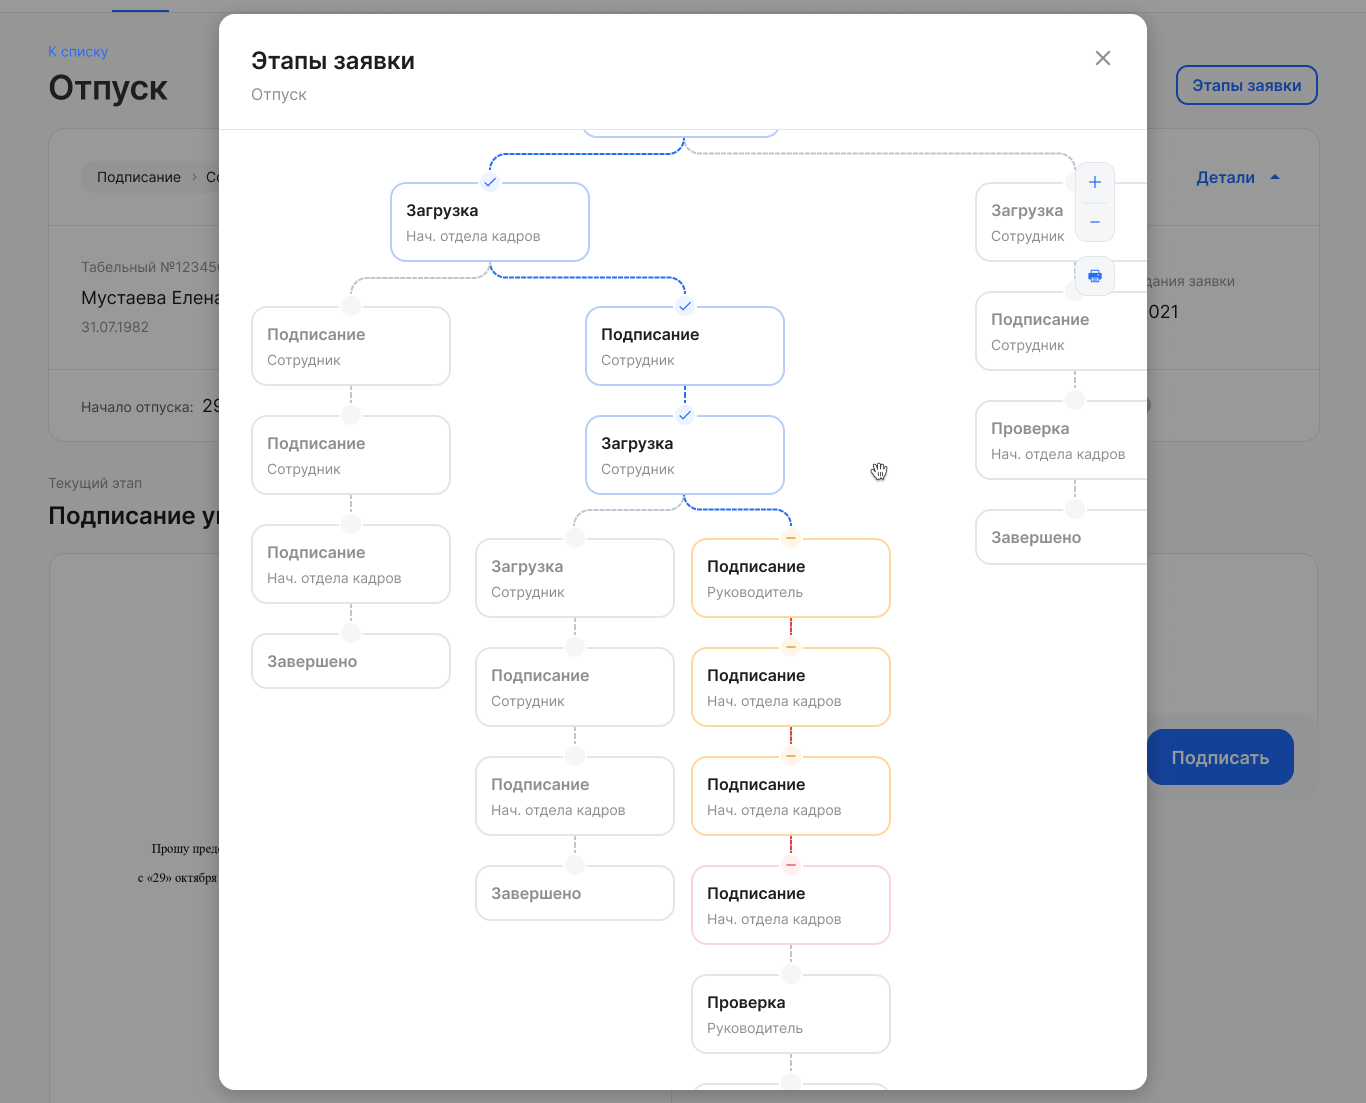 К списку
Отпуск
Этапы заявки
Подписание
Детали
Табельный №
Мустаева Елена
31.07.1982
дания заявки
021
Начало отпуска: 29
Текущий этап
Подписание
Прошу
с «29» октября
Подписать
Этапы заявки
Отпуск
Загрузка
Нач. отдела кадров
Загрузка
Сотрудник
Подписание
Сотрудник
Подписание
Сотрудник
Подписание
Сотрудник
Подписание
Сотрудник
Загрузка
Сотрудник
Проверка
Нач. отдела кадров
Подписание
Нач. отдела кадров
Загрузка
Сотрудник
Подписание
Руководитель
Завершено
Завершено
Подписание
Сотрудник
Подписание
Нач. отдела кадров
Подписание
Нач. отдела кадров
Подписание
Нач. отдела кадров
Завершено
Подписание
Нач. отдела кадров
Проверка
Руководитель